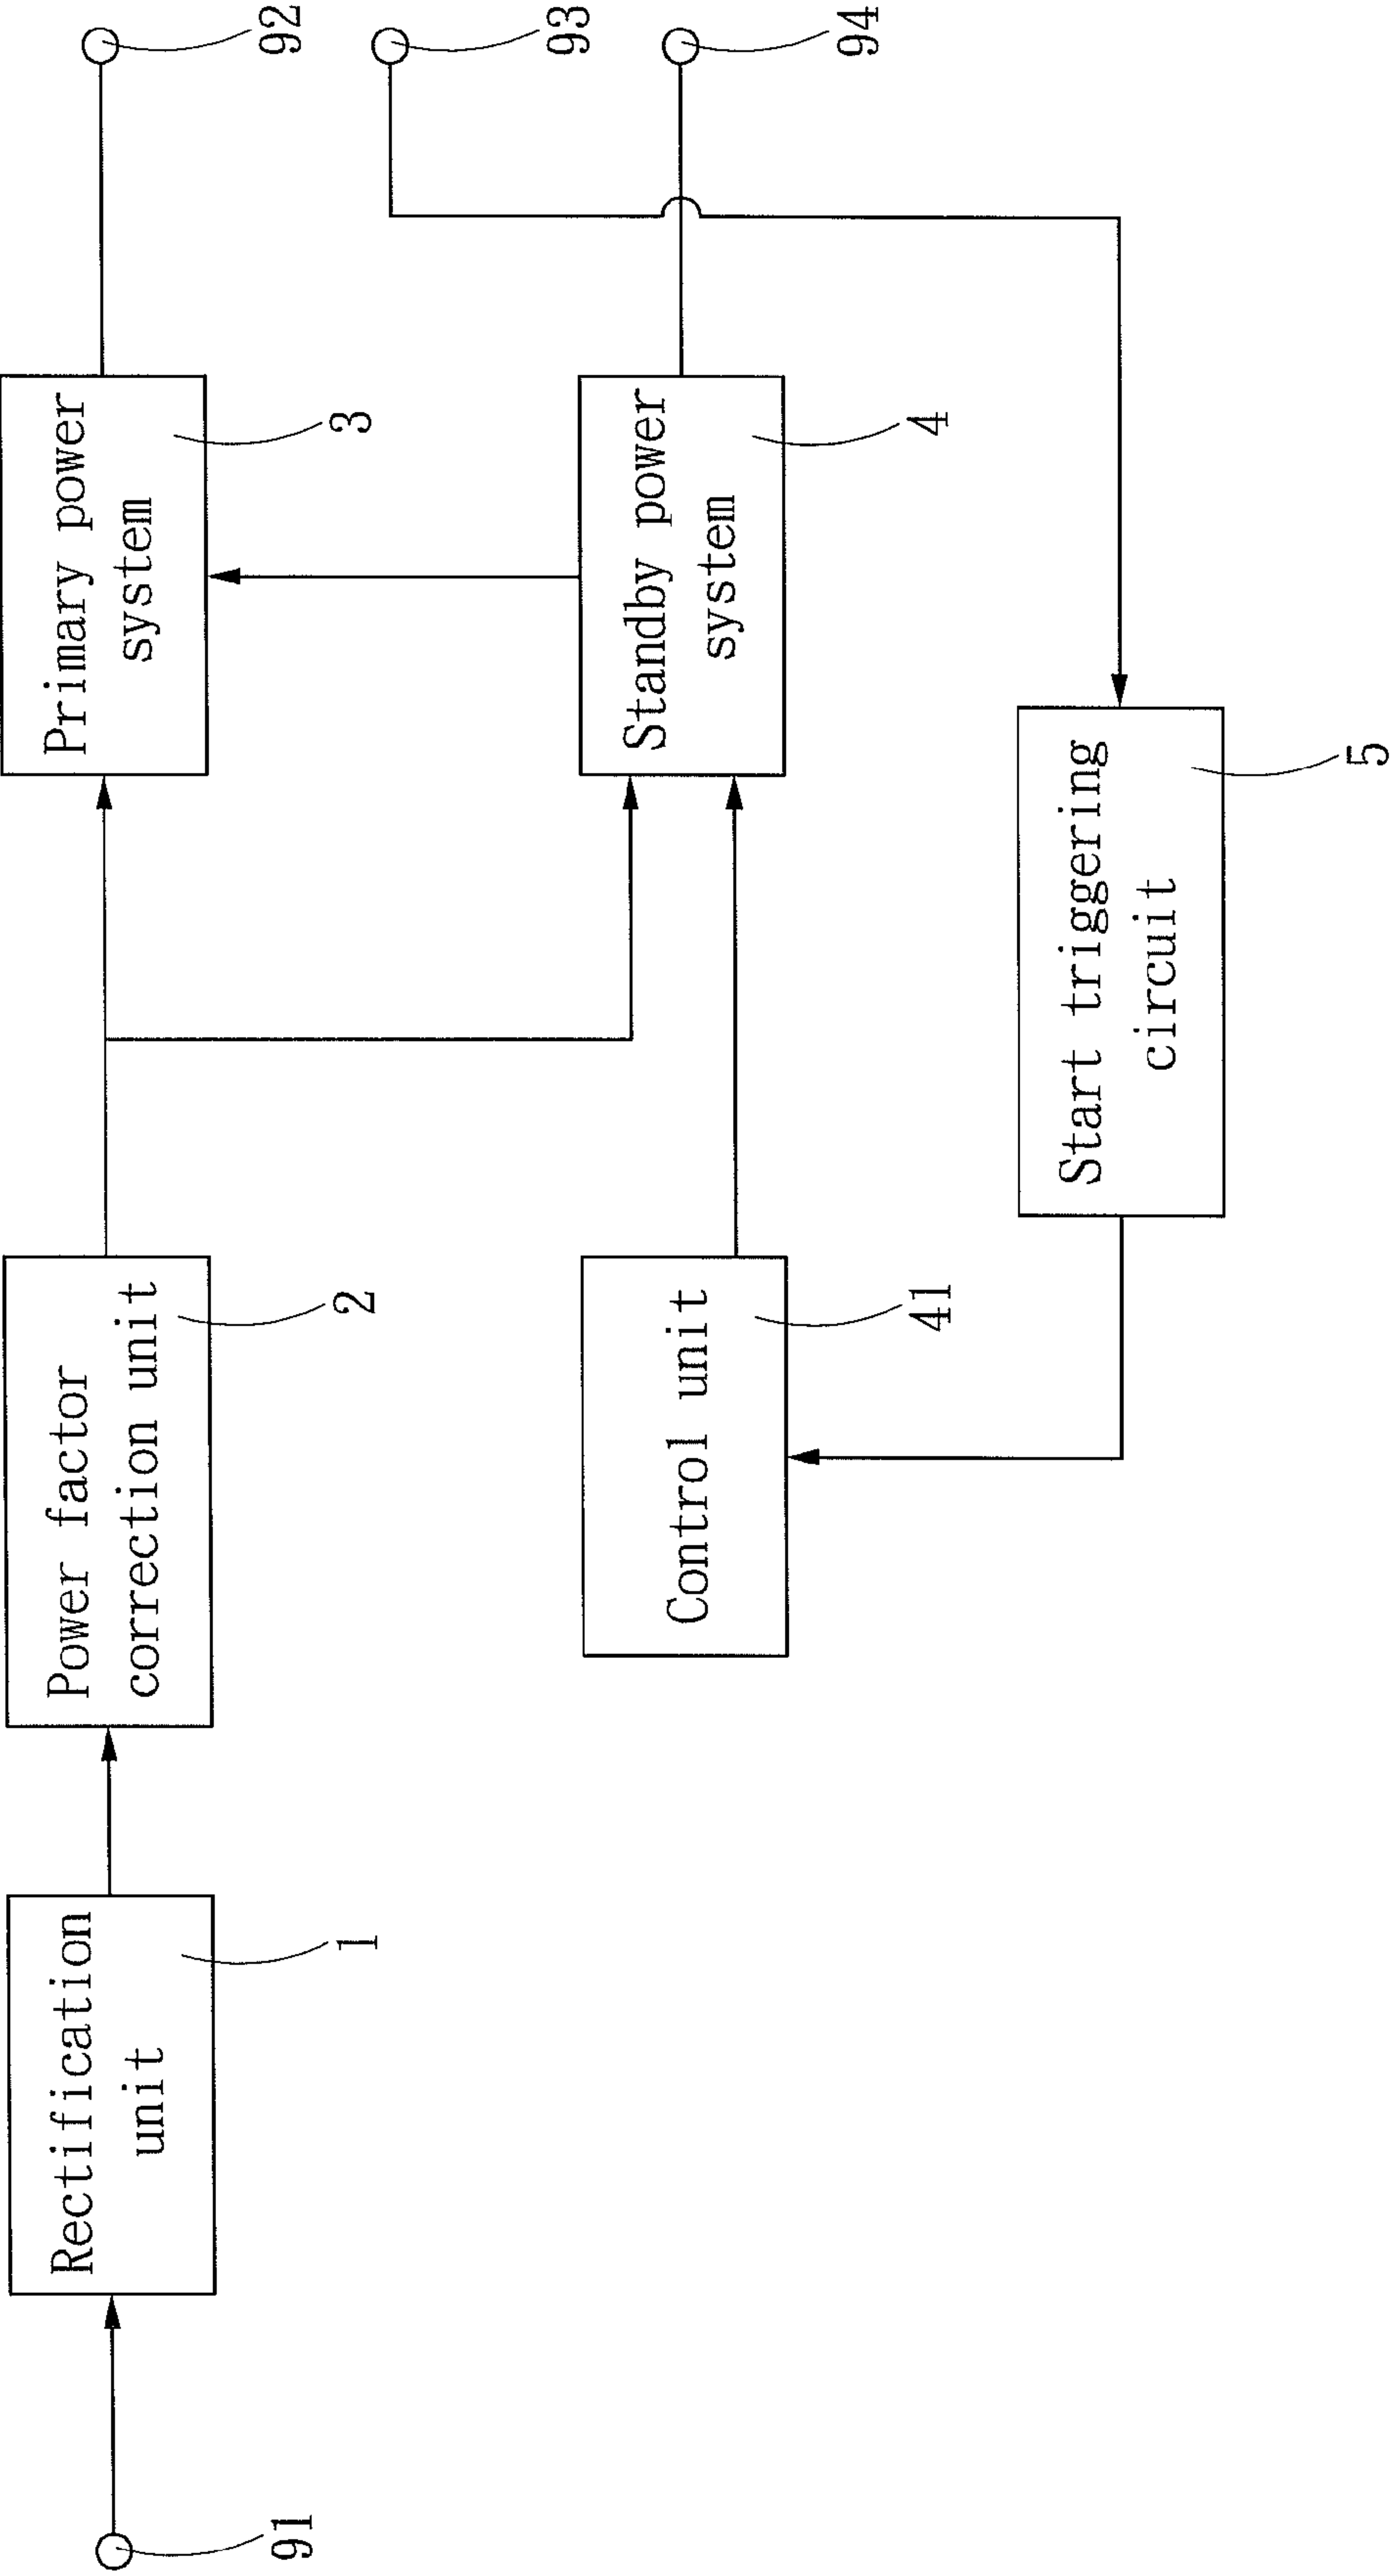 91
Rectification
unit
1
Power factor
correction unit
2
Primary power
system
3
92
93
Control unit
41
Standby power
system
4
94
Start triggering
circuit
5